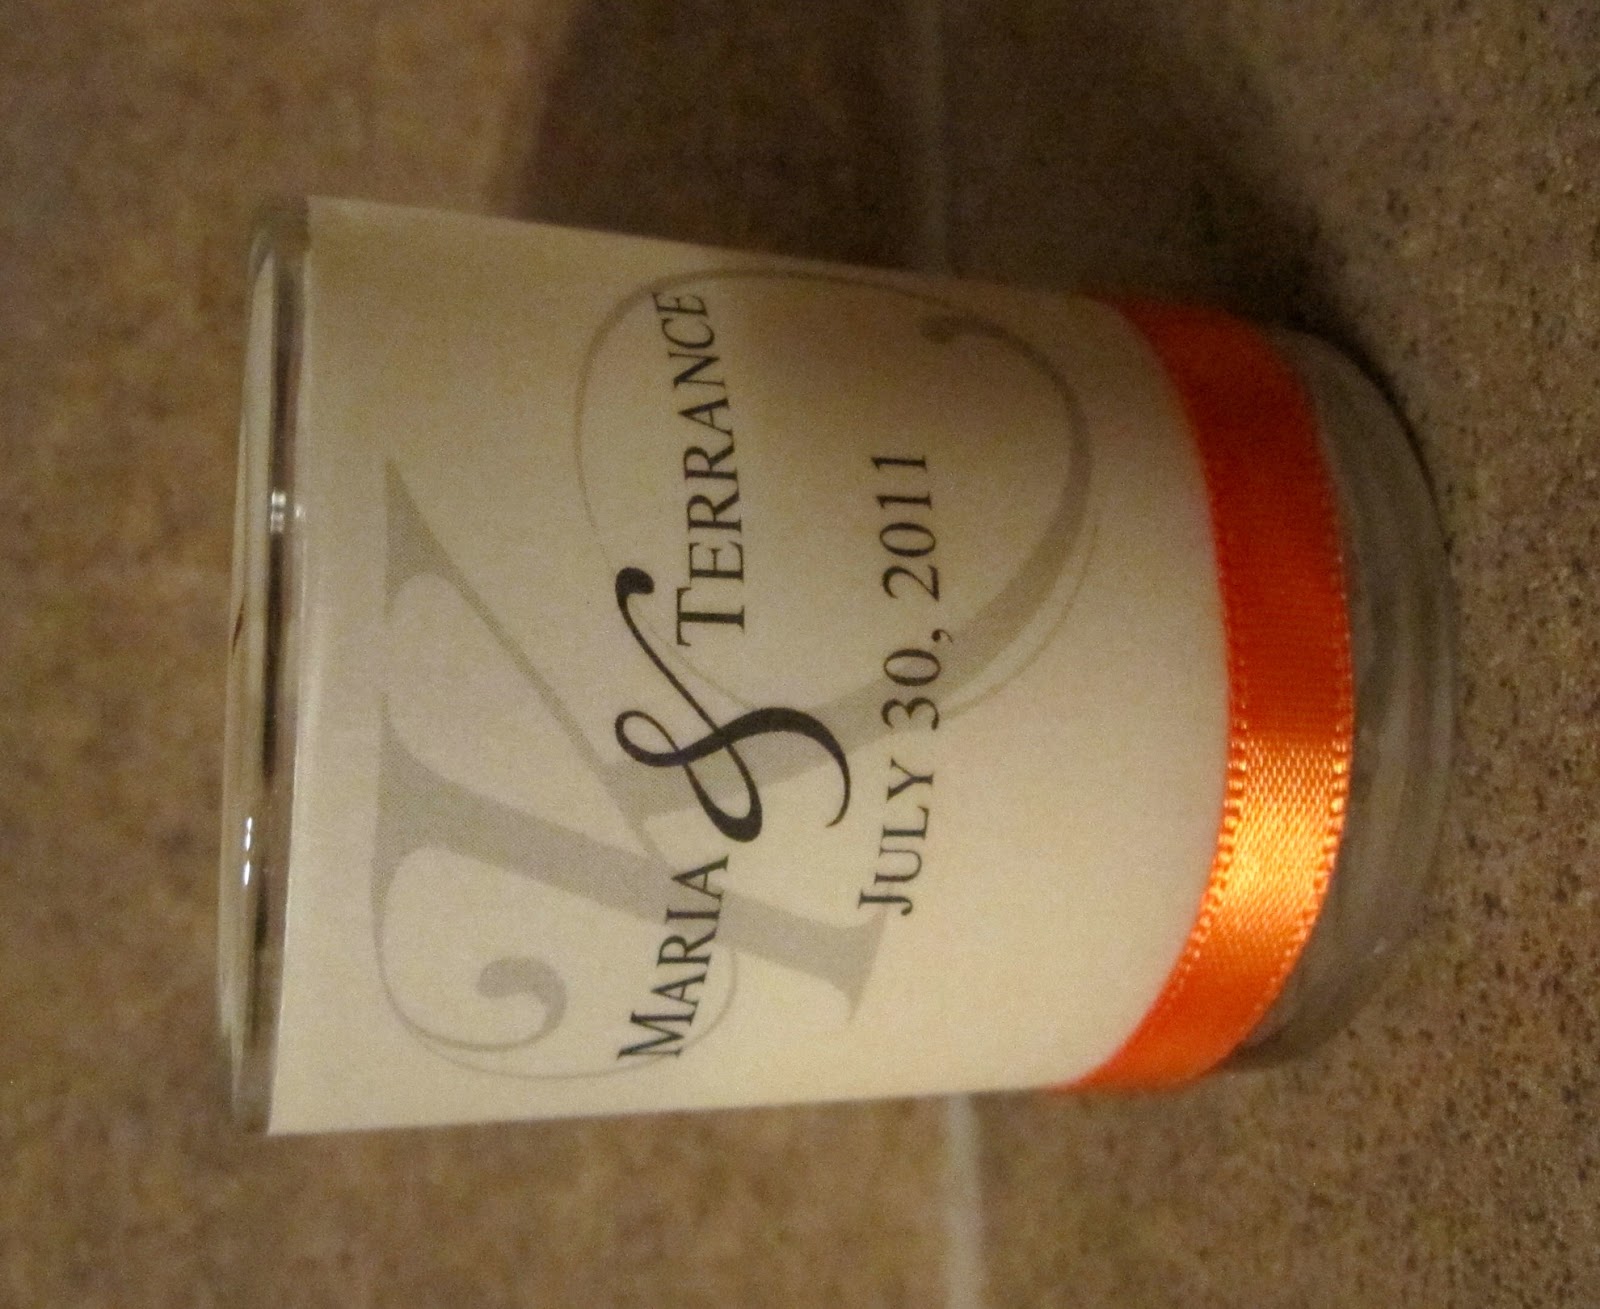 K
MARIA & TERRANCE
JULY 30, 2011